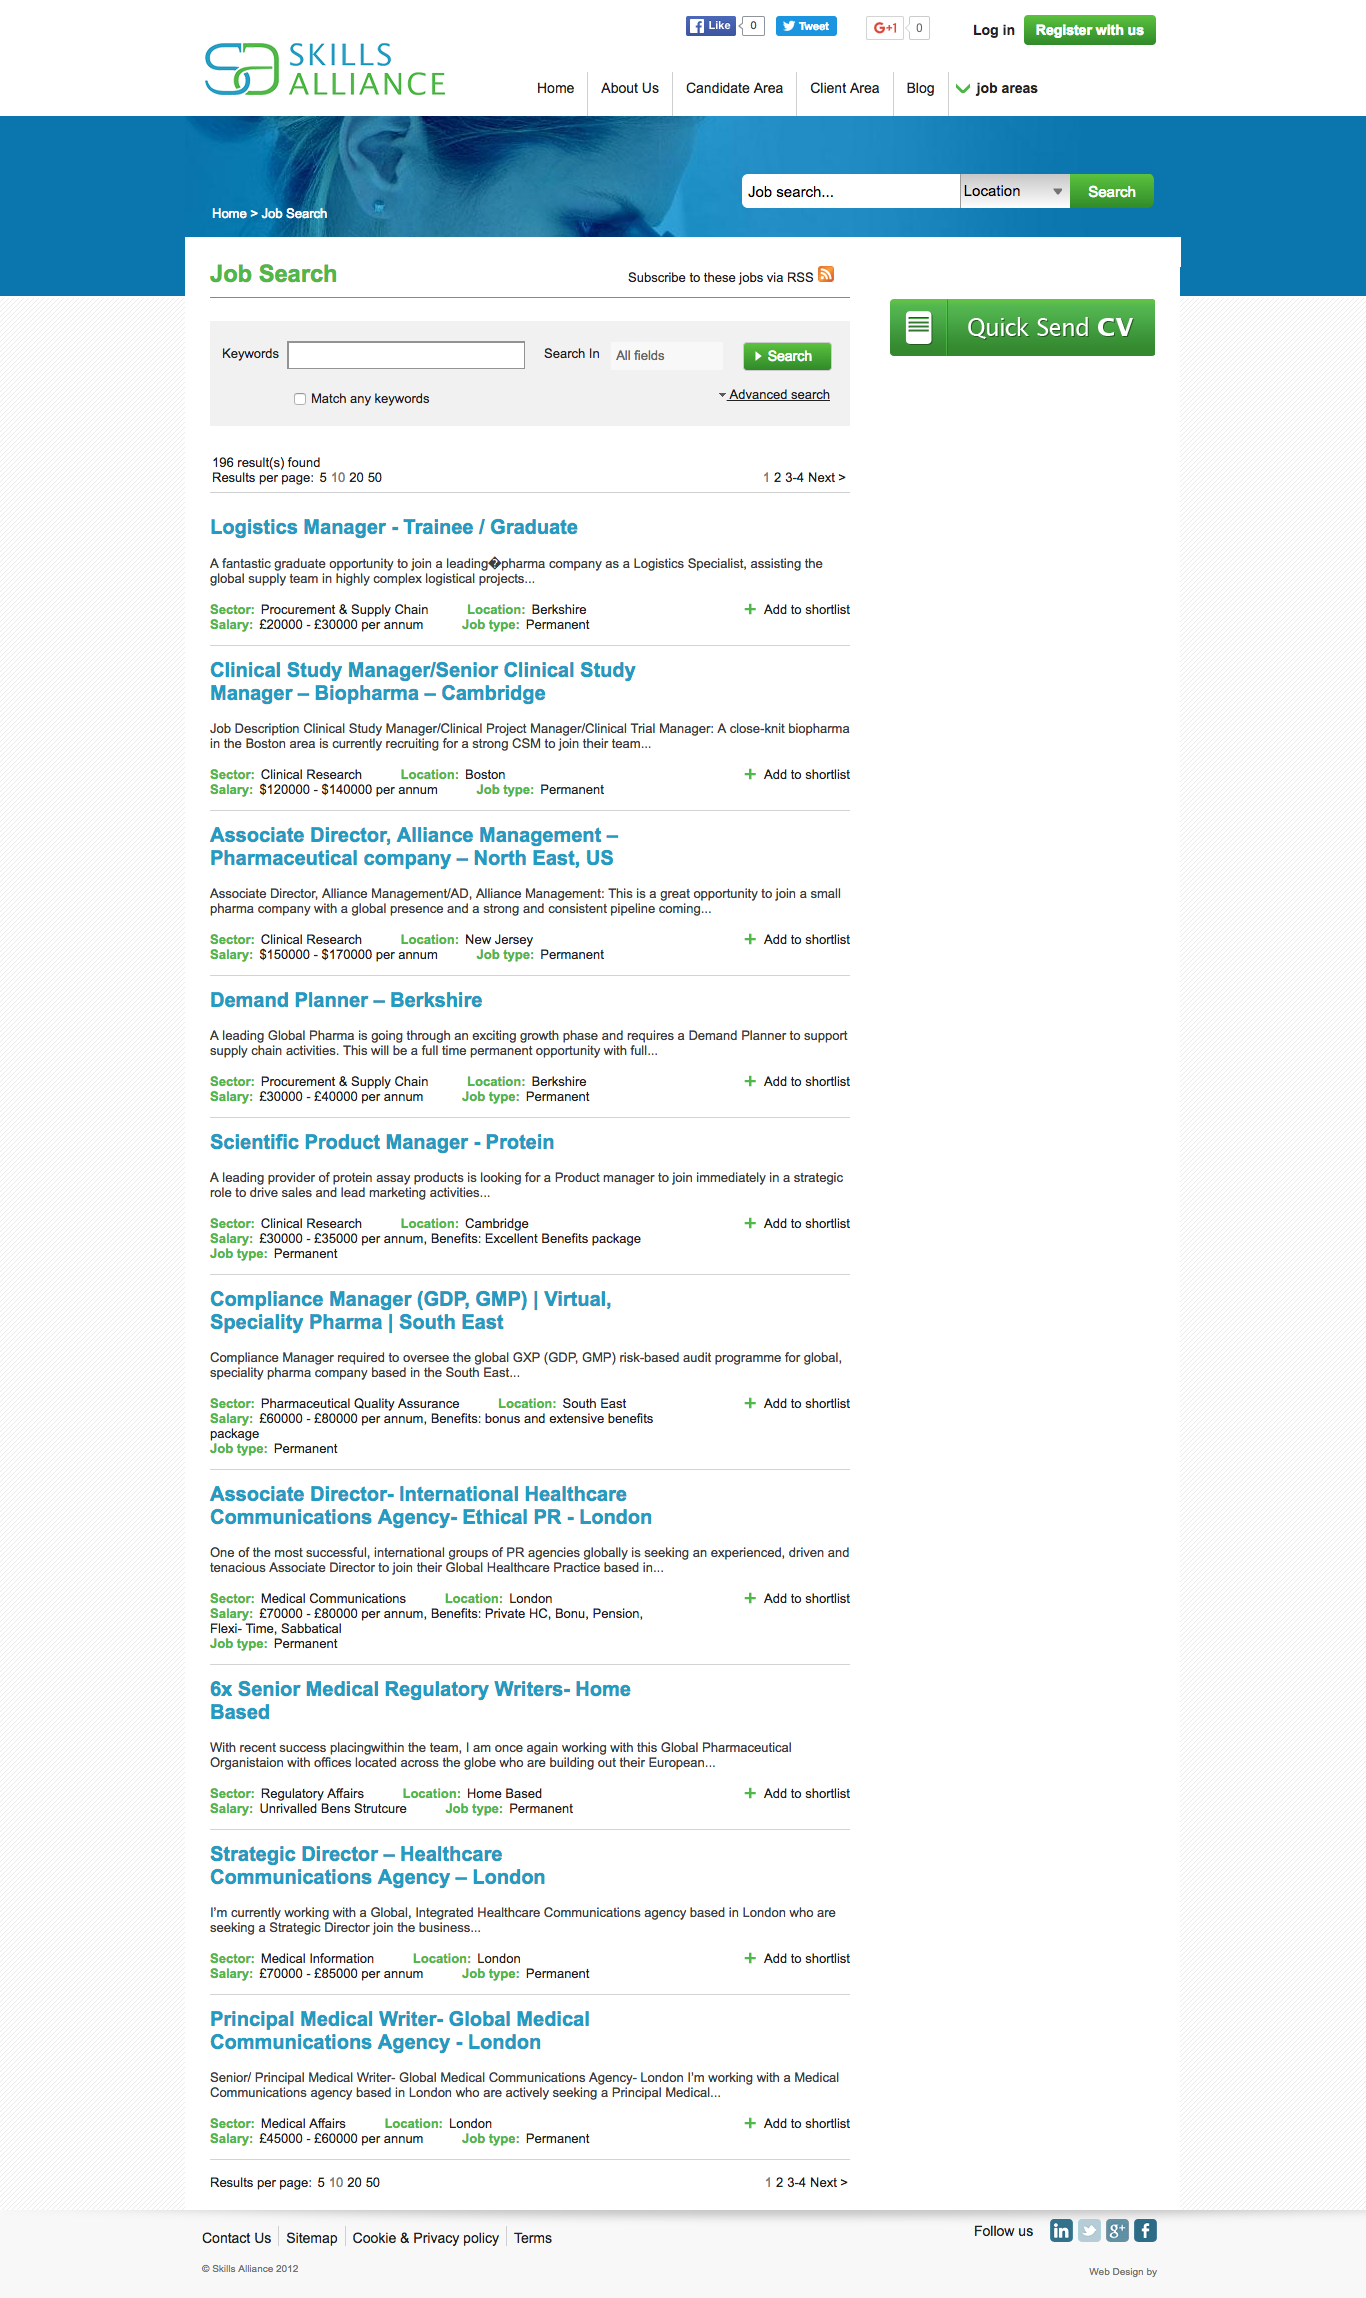 Like 0 Tweet G+1 0 Log in Register with us
SKILLS
ALLIANCE
Home About Us Candidate Area Client Area Blog job areas
Job search... Location Search
Home > Job Search
Job Search
Subscribe to these jobs via RSS
Quick Send CV
Keywords Search In All fields Search
Match any keywords Advanced search
196 result(s) found
Results per page: 5 10 20 50 1 2 3-4 Next >
Logistics Manager - Trainee / Graduate
A fantastic graduate opportunity to join a leading�pharma company as a Logistics Specialist, assisting the
global supply team in highly complex logistical projects...
Sector: Procurement & Supply Chain Location: Berkshire + Add to shortlist
Salary: £20000 - £30000 per annum Job type: Permanent
Clinical Study Manager/Senior Clinical Study
Manager – Biopharma – Cambridge
Job Description Clinical Study Manager/Clinical Project Manager/Clinical Trial Manager: A close-knit biopharma
in the Boston area is currently recruiting for a strong CSM to join their team...
Sector: Clinical Research Location: Boston + Add to shortlist
Salary: $120000 - $140000 per annum Job type: Permanent
Associate Director, Alliance Management –
Pharmaceutical company – North East, US
Associate Director, Alliance Management/AD, Alliance Management: This is a great opportunity to join a small
pharma company with a global presence and a strong and consistent pipeline coming...
Sector: Clinical Research Location: New Jersey + Add to shortlist
Salary: $150000 - $170000 per annum Job type: Permanent
Demand Planner – Berkshire
A leading Global Pharma is going through an exciting growth phase and requires a Demand Planner to support
supply chain activities. This will be a full time permanent opportunity with full...
Sector: Procurement & Supply Chain Location: Berkshire + Add to shortlist
Salary: £30000 - £40000 per annum Job type: Permanent
Scientific Product Manager - Protein
A leading provider of protein assay products is looking for a Product manager to join immediately in a strategic
role to drive sales and lead marketing activities...
Sector: Clinical Research Location: Cambridge + Add to shortlist
Salary: £30000 - £35000 per annum, Benefits: Excellent Benefits package
Job type: Permanent
Compliance Manager (GDP, GMP) | Virtual,
Speciality Pharma | South East
Compliance Manager required to oversee the global GXP (GDP, GMP) risk-based audit programme for global,
speciality pharma company based in the South East...
Sector: Pharmaceutical Quality Assurance Location: South East + Add to shortlist
Salary: £60000 - £80000 per annum, Benefits: bonus and extensive benefits
package
Job type: Permanent
Associate Director- International Healthcare
Communications Agency- Ethical PR - London
One of the most successful, international groups of PR agencies globally is seeking an experienced, driven and
tenacious Associate Director to join their Global Healthcare Practice based in...
Sector: Medical Communications Location: London + Add to shortlist
Salary: £70000 - £80000 per annum, Benefits: Private HC, Bonu, Pension,
Flexi- Time, Sabbatical
Job type: Permanent
6x Senior Medical Regulatory Writers- Home
Based
With recent success placingwithin the team, I am once again working with this Global Pharmaceutical
Organistaion with offices located across the globe who are building out their European...
Sector: Regulatory Affairs Location: Home Based + Add to shortlist
Salary: Unrivalled Bens Strutcure Job type: Permanent
Strategic Director – Healthcare
Communications Agency – London
I'm currently working with a Global, Integrated Healthcare Communications agency based in London who are
seeking a Strategic Director join the business...
Sector: Medical Information Location: London + Add to shortlist
Salary: £70000 - £85000 per annum Job type: Permanent
Principal Medical Writer- Global Medical
Communications Agency - London
Senior/ Principal Medical Writer- Global Medical Communications Agency- London I'm working with a Medical
Communications agency based in London who are actively seeking a Principal Medical...
Sector: Medical Affairs Location: London + Add to shortlist
Salary: £45000 - £60000 per annum Job type: Permanent
Results per page: 5 10 20 50 1 2 3-4 Next >
Contact Us Sitemap Cookie & Privacy policy Terms Follow us in g+ f
© Skills Alliance 2012 Web Design by